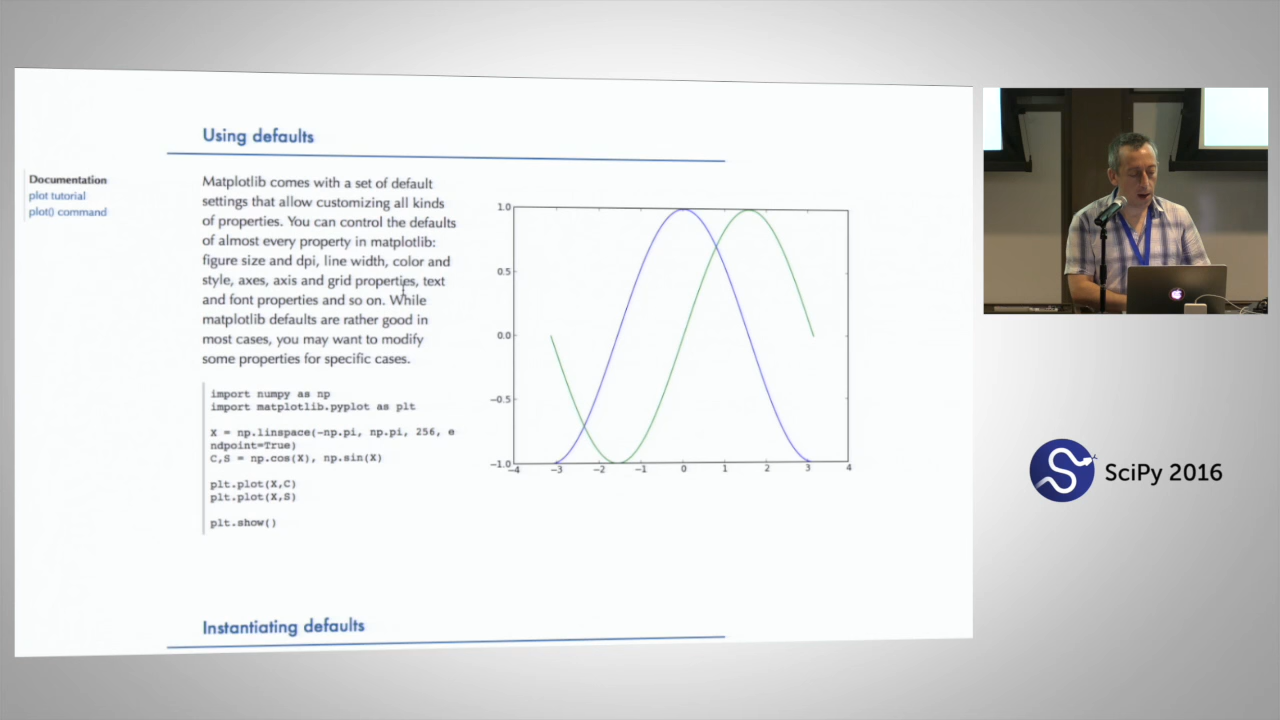 Using defaults
Documentation
plot tutorial
plot() command
Matplotlib comes with a set of default
settings that allow customizing all kinds
of properties. You can control the defaults
of almost every property in matplotlib:
figure size and dpi, line width, color and
style, axes, axis and grid properties, text
and font properties and so on. While
matplotlib defaults are rather good in
most cases, you may want to modify
some properties for specific cases.
import numpy as np
import matplotlib.pyplot as plt
X = np.linspace(-np.pi, np.pi, 256, e
ndpoint=True)
C,S = np.cos(X), np.sin(X)
plt.plot(X,C)
plt.plot(X,S)
plt.show()
1.0
0.5
0.0
−0.5
−1.0
−4 −3 −2 −1 0 1 2 3 4
Instantiating defaults
SciPy 2016